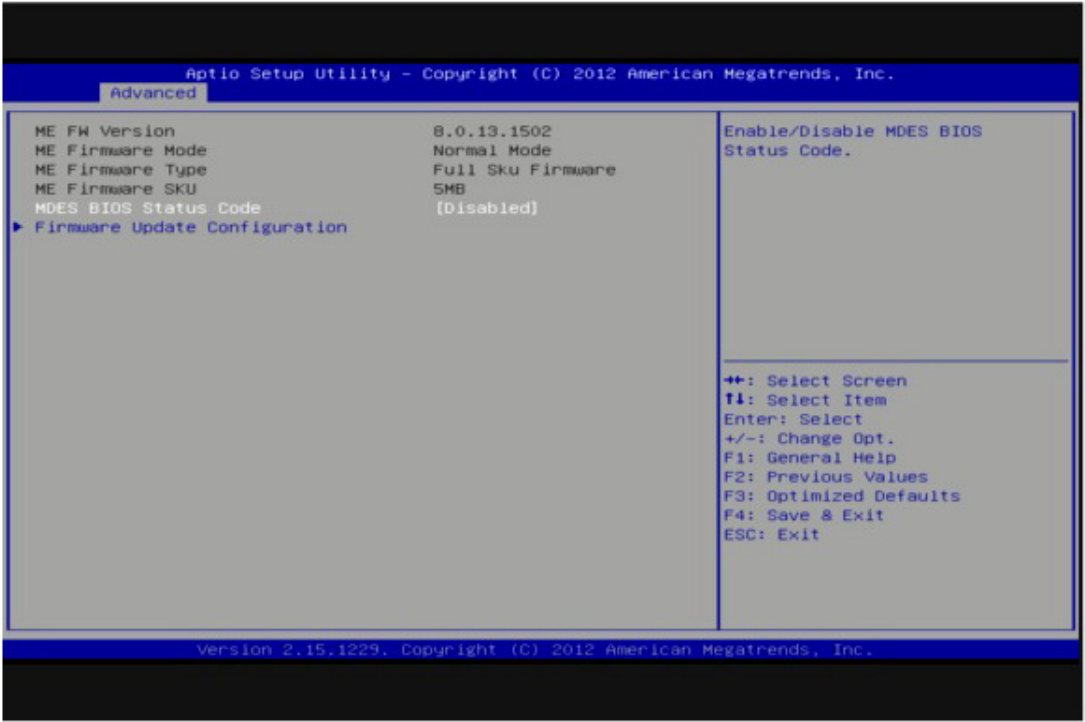 Aptio Setup Utility - Copyright (C) 2012 American Megatrends, Inc.
Advanced
ME FW Version 8.0.13.1502
ME Firmware Mode Normal Mode
ME Firmware Type Full Sku Firmware
ME Firmware SKU 5MB
MDES BIOS Status Code [Disabled]
▶ Firmware Update Configuration
Enable/Disable MDES BIOS
Status Code.
→←: Select Screen
↑↓: Select Item
Enter: Select
+/-: Change Opt.
F1: General Help
F2: Previous Values
F3: Optimized Defaults
F4: Save & Exit
ESC: Exit
Version 2.15.1229. Copyright (C) 2012 American Megatrends, Inc.